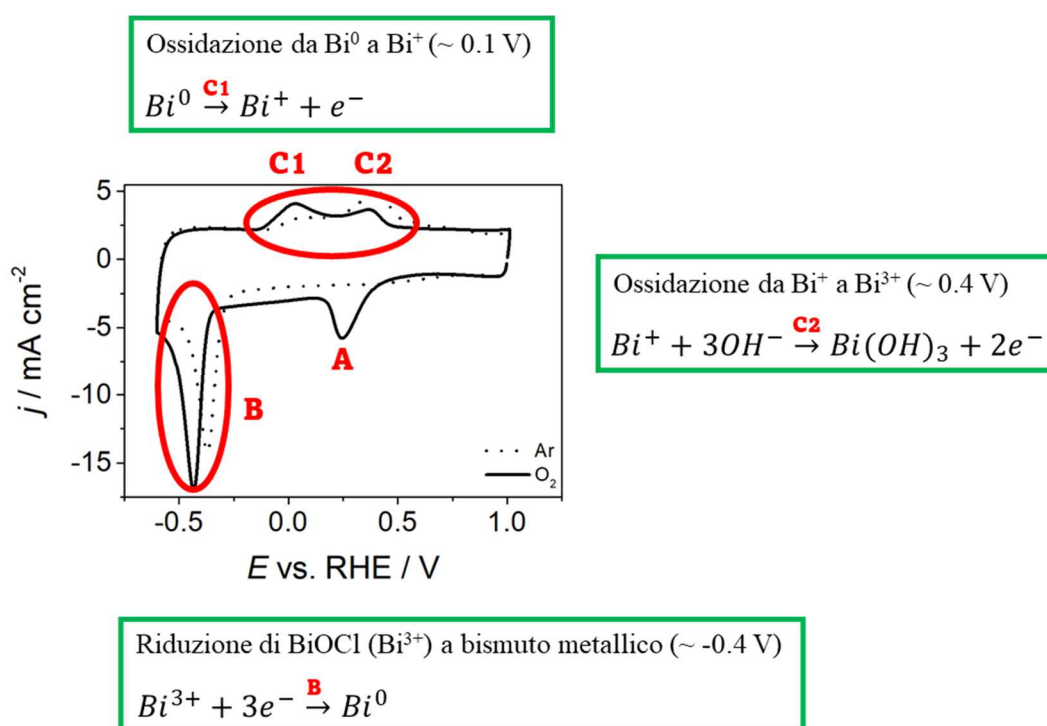 Ossidazione da Bi⁰ a Bi⁺ (~ 0.1 V)
Bi⁰ C1→ Bi⁺ + e⁻
C1 C2
5
0
-5
-10
-15
j / mA cm⁻²
A
B
Ar
O₂
-0.5 0.0 0.5 1.0
E vs. RHE / V
Ossidazione da Bi⁺ a Bi³⁺ (~ 0.4 V)
Bi⁺ + 3OH⁻ C2→ Bi(OH)₃ + 2e⁻
Riduzione di BiOCl (Bi³⁺) a bismuto metallico (~ -0.4 V)
Bi³⁺ + 3e⁻ B→ Bi⁰